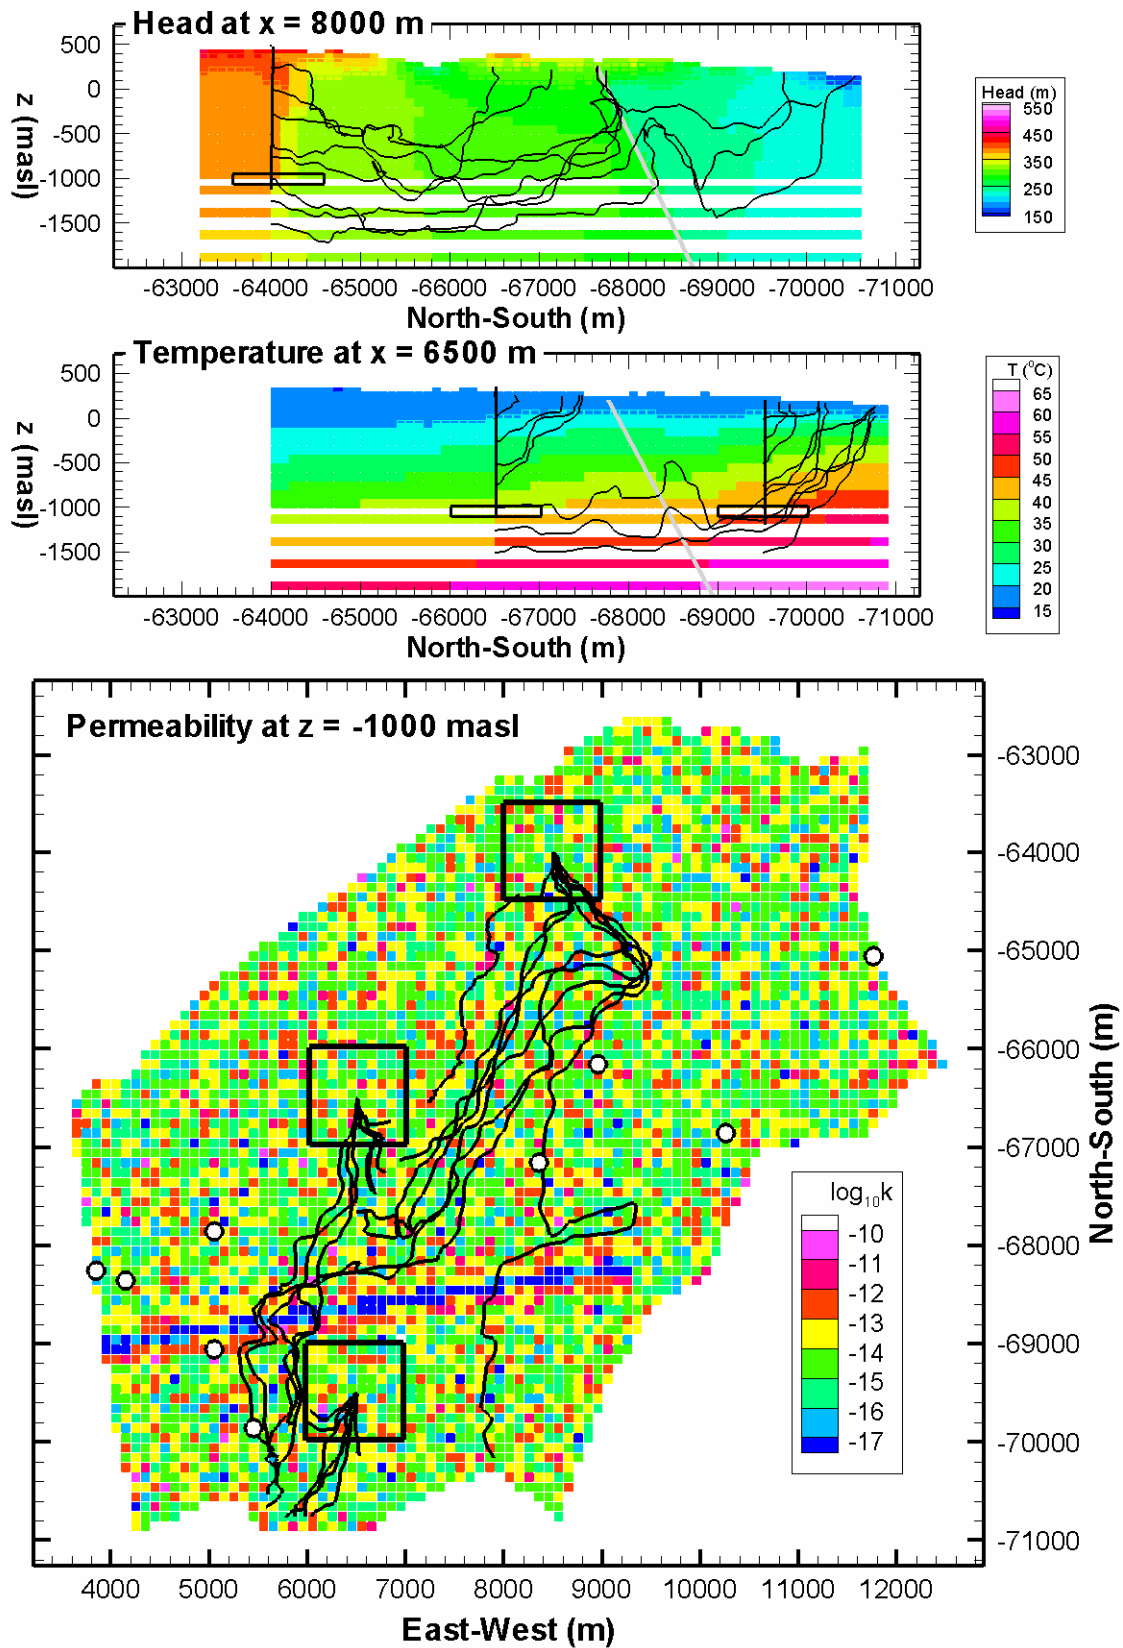 Head at x = 8000 m
500
0
-500
-1000
-1500
z (masl)
-63000 -64000 -65000 -66000 -67000 -68000 -69000 -70000 -71000
North-South (m)
Head (m)
550
450
350
250
150
Temperature at x = 6500 m
500
0
-500
-1000
-1500
z (masl)
-63000 -64000 -65000 -66000 -67000 -68000 -69000 -70000 -71000
North-South (m)
T (⁰C)
65
60
55
50
45
40
35
30
25
20
15
Permeability at z = -1000 masl
-63000
-64000
-65000
-66000
-67000
-68000
-69000
-70000
-71000
North-South (m)
log₁₀k
-10
-11
-12
-13
-14
-15
-16
-17
4000 5000 6000 7000 8000 9000 10000 11000 12000
East-West (m)